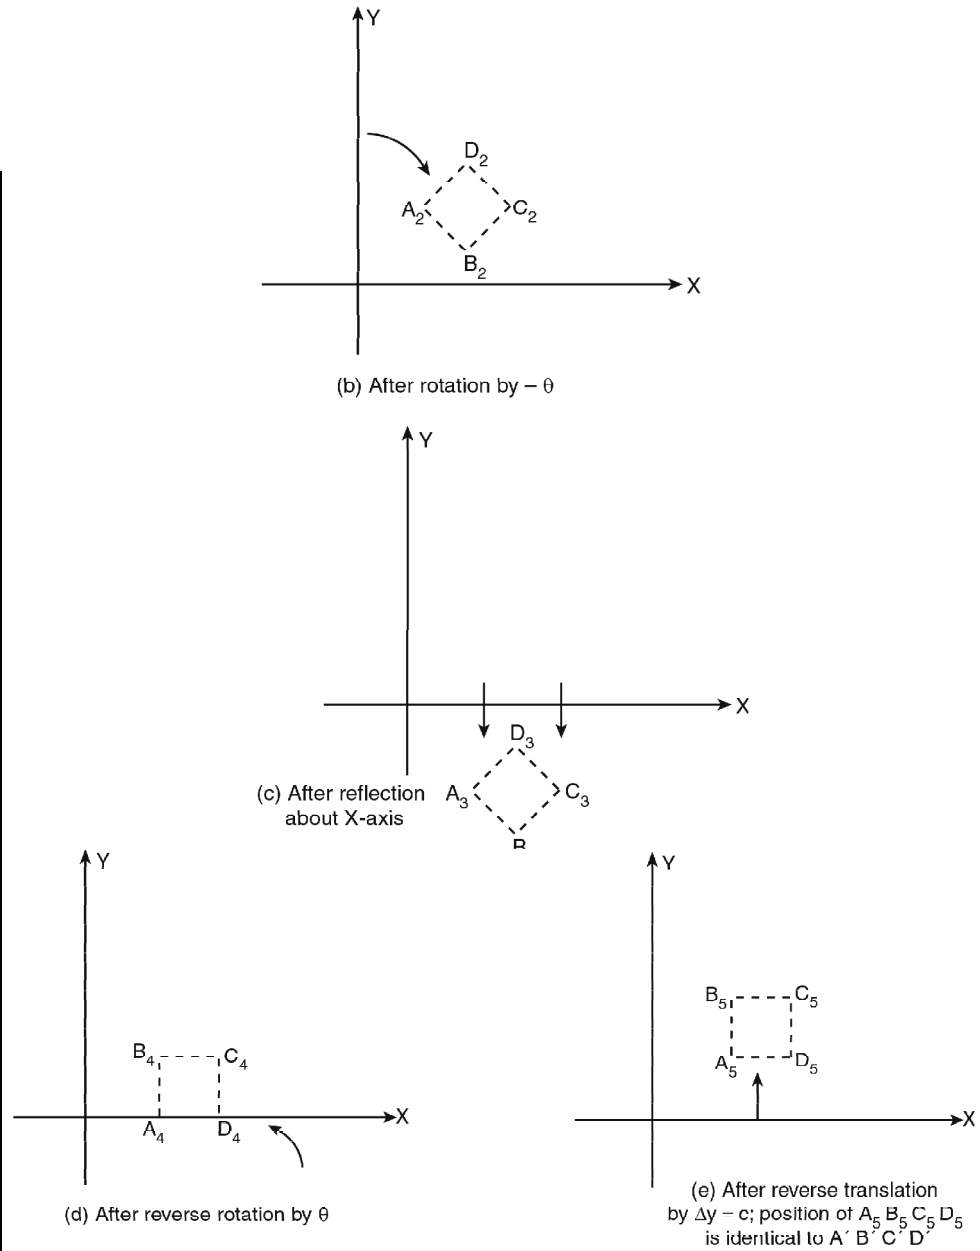 Y
D2
A2
C2
B2
X
(b) After rotation by – θ
Y
X
D3
(c) After reflection
about X-axis
A3
C3
B
Y
B4
C4
X
A4
D4
(d) After reverse rotation by θ
Y
B5
C5
A5
D5
X
(e) After reverse translation
by Δy – c; position of A5 B5 C5 D5
is identical to A´ B´ C´ D´